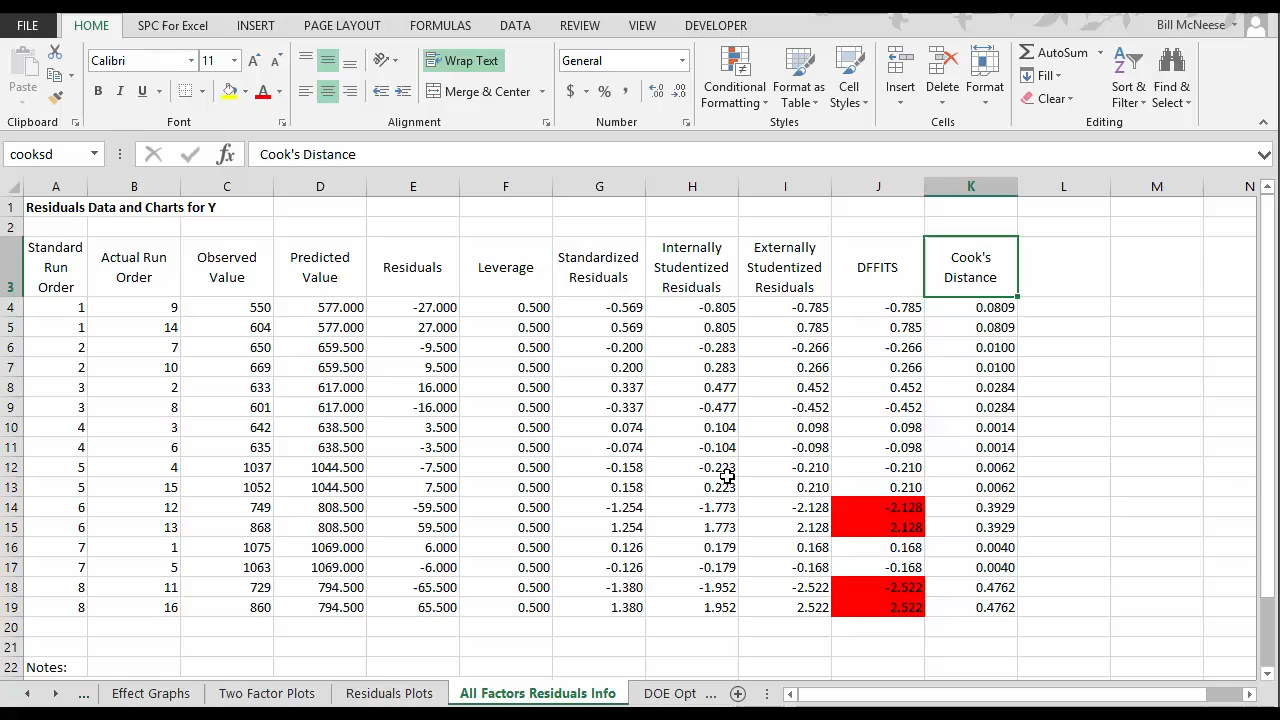 FILE HOME SPC For Excel INSERT PAGE LAYOUT FORMULAS DATA REVIEW VIEW DEVELOPER Bill McNeese
Paste Calibri 11 Wrap Text General Conditional Formatting Format as Table Cell Styles Insert Delete Format AutoSum Fill Clear Sort & Filter Find & Select
B I U A Merge & Center $ % ,
Clipboard Font Alignment Number Styles Cells Editing
cooksd fx Cook's Distance
A B C D E F G H I J K L M N
1 Residuals Data and Charts for Y
2
3 Standard Run Order Actual Run Order Observed Value Predicted Value Residuals Leverage Standardized Residuals Internally Studentized Residuals Externally Studentized Residuals DFFITS Cook's Distance
4 1 9 550 577.000 -27.000 0.500 -0.569 -0.805 -0.785 -0.785 0.0809
5 1 14 604 577.000 27.000 0.500 0.569 0.805 0.785 0.785 0.0809
6 2 7 650 659.500 -9.500 0.500 -0.200 -0.283 -0.266 -0.266 0.0100
7 2 10 669 659.500 9.500 0.500 0.200 0.283 0.266 0.266 0.0100
8 3 2 633 617.000 16.000 0.500 0.337 0.477 0.452 0.452 0.0284
9 3 8 601 617.000 -16.000 0.500 -0.337 -0.477 -0.452 -0.452 0.0284
10 4 3 642 638.500 3.500 0.500 0.074 0.104 0.098 0.098 0.0014
11 4 6 635 638.500 -3.500 0.500 -0.074 -0.104 -0.098 -0.098 0.0014
12 5 4 1037 1044.500 -7.500 0.500 -0.158 -0.223 -0.210 -0.210 0.0062
13 5 15 1052 1044.500 7.500 0.500 0.158 0.223 0.210 0.210 0.0062
14 6 12 749 808.500 -59.500 0.500 -1.254 -1.773 -2.128 -2.128 0.3929
15 6 13 868 808.500 59.500 0.500 1.254 1.773 2.128 2.128 0.3929
16 7 1 1075 1069.000 6.000 0.500 0.126 0.179 0.168 0.168 0.0040
17 7 5 1063 1069.000 -6.000 0.500 -0.126 -0.179 -0.168 -0.168 0.0040
18 8 11 729 794.500 -65.500 0.500 -1.380 -1.952 -2.522 -2.522 0.4762
19 8 16 860 794.500 65.500 0.500 1.380 1.952 2.522 2.522 0.4762
20
21
22 Notes:
... Effect Graphs Two Factor Plots Residuals Plots All Factors Residuals Info DOE Opt ...